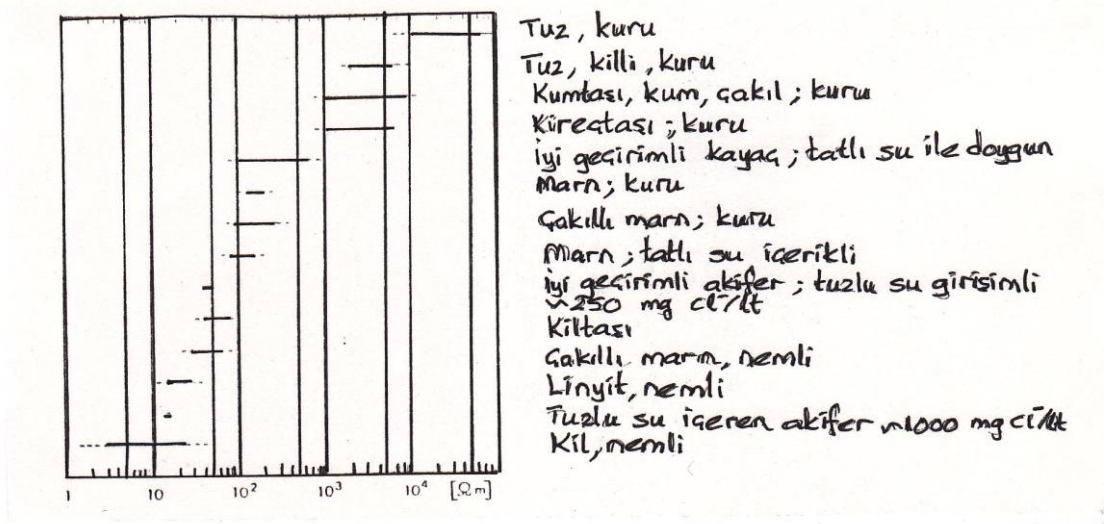 Tuz, kuru
Tuz, killi, kuru
Kumtası, kum, çakıl; kuru
Kireçtası; kuru
İyi geçirimli kayaç; tatlı su ile doygun
Marn; kuru
Çakıllı marn; kuru
Marn; tatlı su içerikli
İyi geçirimli akifer; tuzlu su girişimli
~250 mg cl⁻/lt
Kiltası
Çakıllı marn, nemli
Linyit, nemli
Tuzlu su içeren akifer ~1000 mg cl⁻/lt
Kil, nemli
1 10 10² 10³ 10⁴ [Ωm]